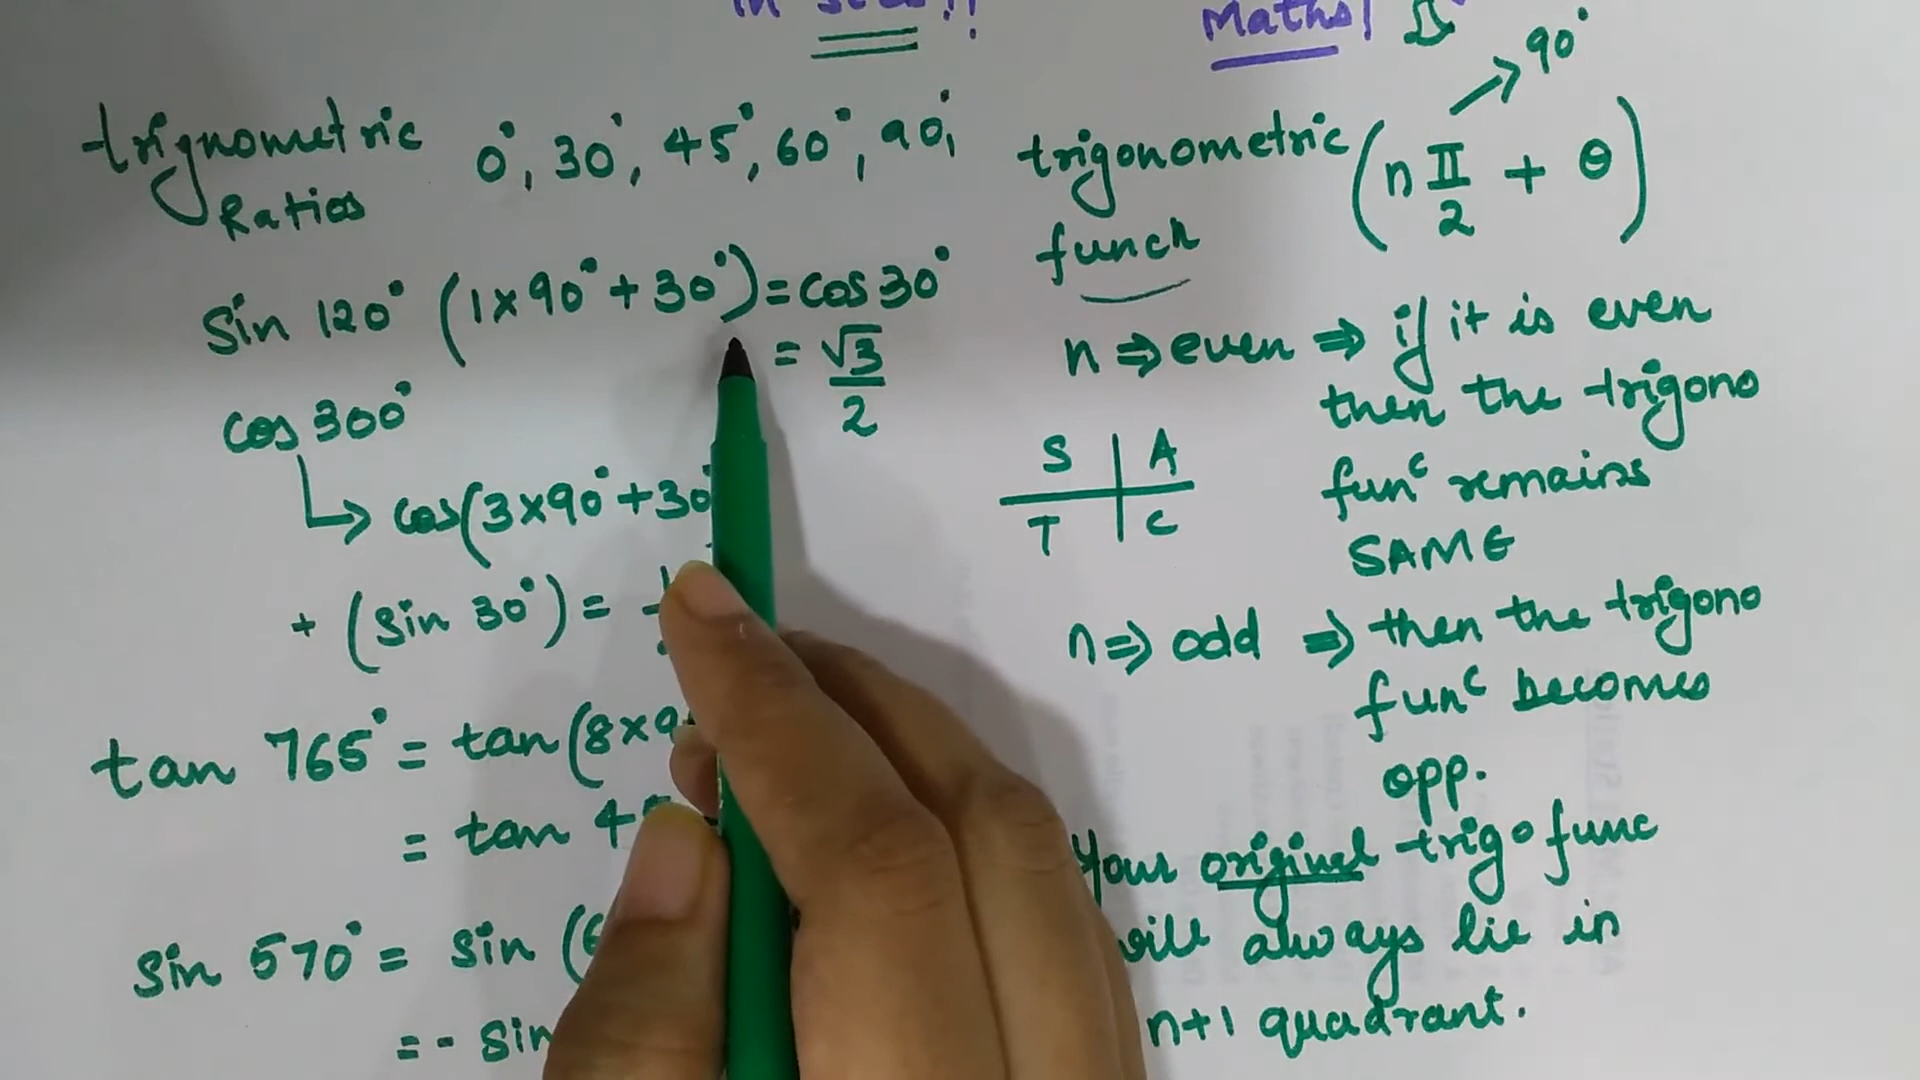 Maths!
trignometric 0°, 30°, 45°, 60°, 90°,
Ratios
Sin 120° (1×90° + 30°) = cos 30°
= √3/2
cos 300°
→ cos(3×90°+30°
+ (sin 30°) =
tan 765° = tan (8×9
= tan 4
Sin 570° = sin (6
= - sin
90°
trigonometric (nπ/2 + θ)
n ⇒ even ⇒ if it is even
then the trigono
func remains
SAME
S | A
T | C
n ⇒ odd ⇒ then the trigono
func becomes
opp.
Your original trigo func
will always lie in
n+1 quadrant.